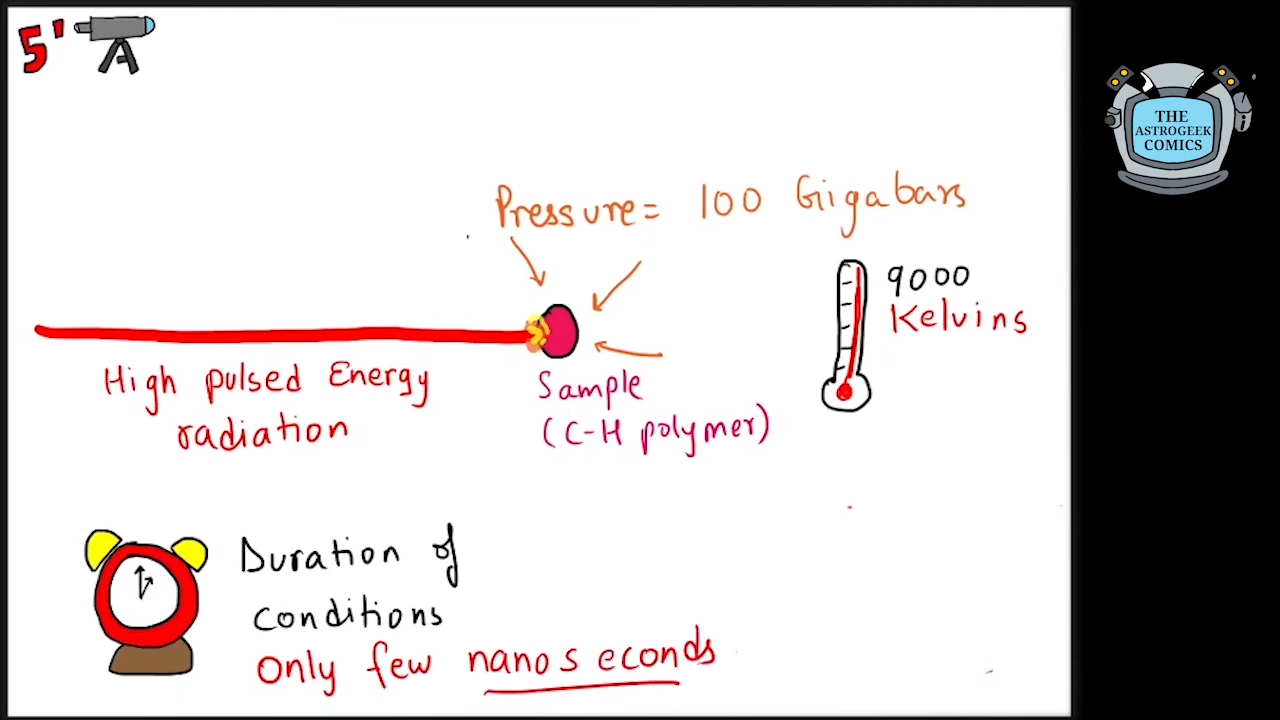 5'
THE
ASTROGEEK
COMICS
Pressure= 100 Gigabars
9000
Kelvins
High pulsed Energy
radiation
Sample
(C-H polymer)
Duration of
conditions
Only few nanoseconds